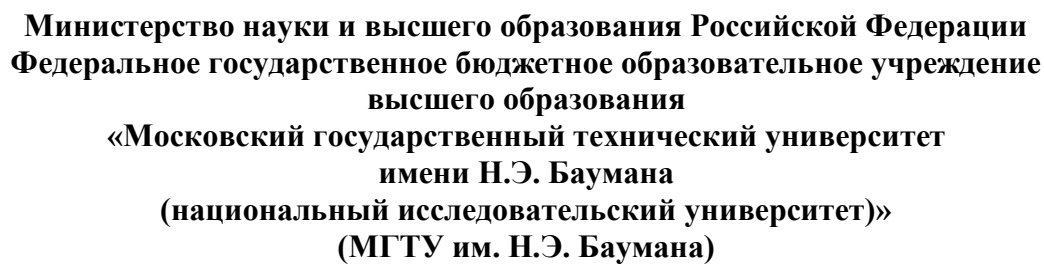 Министерство науки и высшего образования Российской Федерации
Федеральное государственное бюджетное образовательное учреждение
высшего образования
«Московский государственный технический университет
имени Н.Э. Баумана
(национальный исследовательский университет)»
(МГТУ им. Н.Э. Баумана)